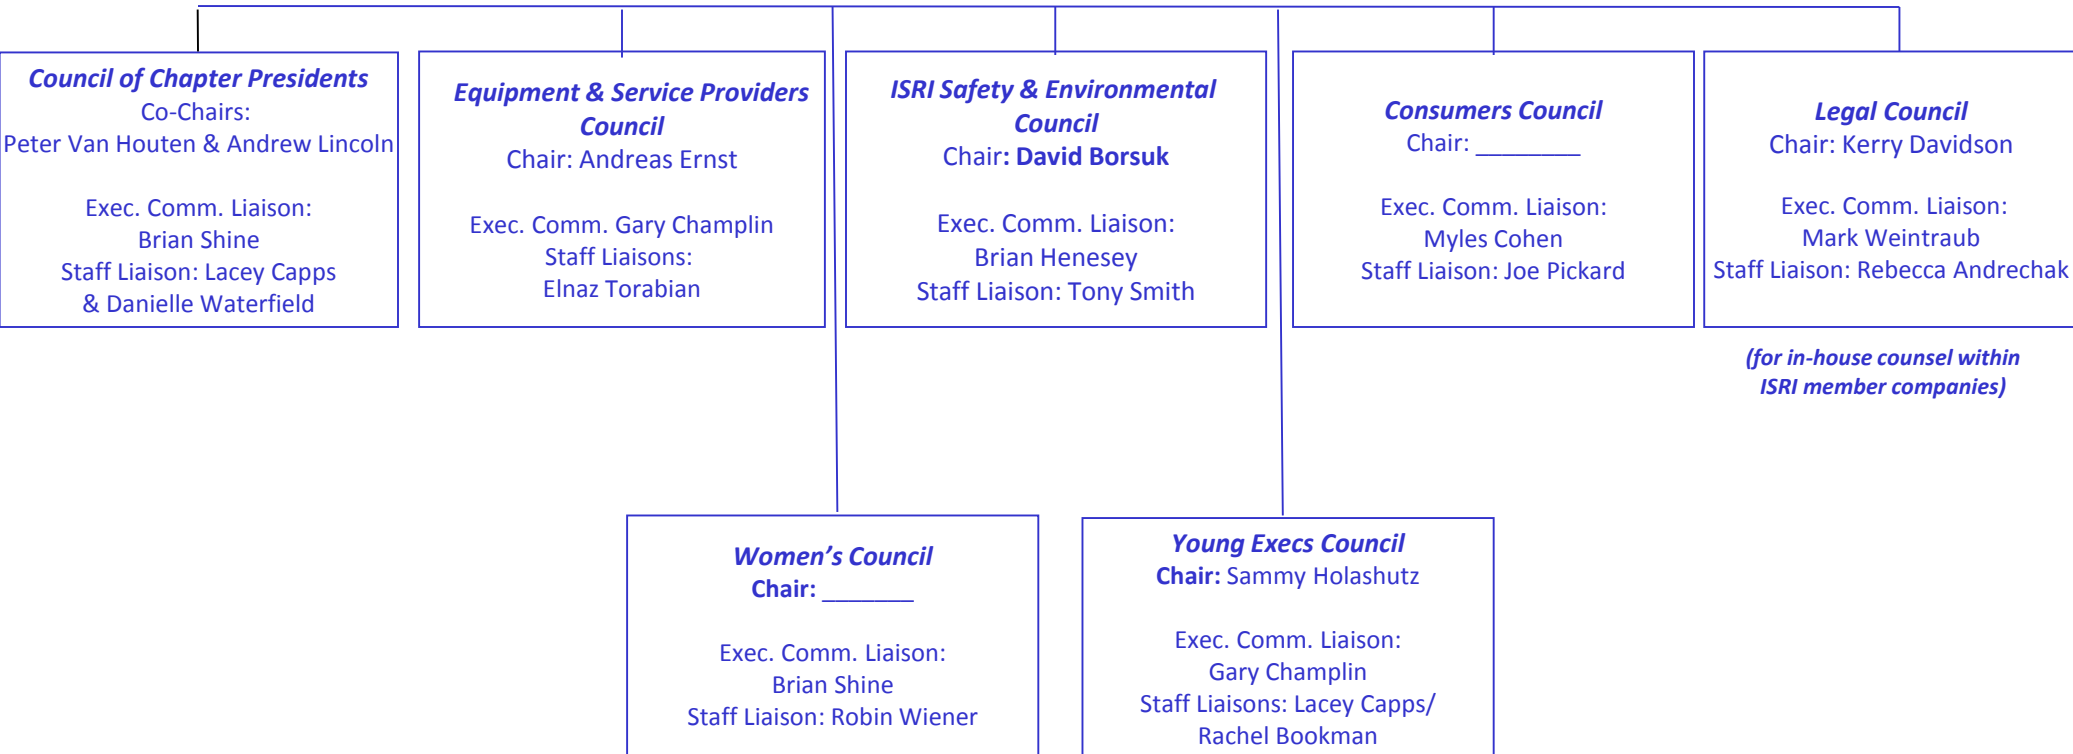 Council of Chapter Presidents
Co-Chairs:
Peter Van Houten & Andrew Lincoln
Exec. Comm. Liaison:
Brian Shine
Staff Liaison: Lacey Capps
& Danielle Waterfield
Equipment & Service Providers
Council
Chair: Andreas Ernst
Exec. Comm. Gary Champlin
Staff Liaisons:
Elnaz Torabian
ISRI Safety & Environmental
Council
Chair: David Borsuk
Exec. Comm. Liaison:
Brian Henesey
Staff Liaison: Tony Smith
Consumers Council
Chair: ________
Exec. Comm. Liaison:
Myles Cohen
Staff Liaison: Joe Pickard
Legal Council
Chair: Kerry Davidson
Exec. Comm. Liaison:
Mark Weintraub
Staff Liaison: Rebecca Andrechak
(for in-house counsel within
ISRI member companies)
Women’s Council
Chair: _______
Exec. Comm. Liaison:
Brian Shine
Staff Liaison: Robin Wiener
Young Execs Council
Chair: Sammy Holashutz
Exec. Comm. Liaison:
Gary Champlin
Staff Liaisons: Lacey Capps/
Rachel Bookman